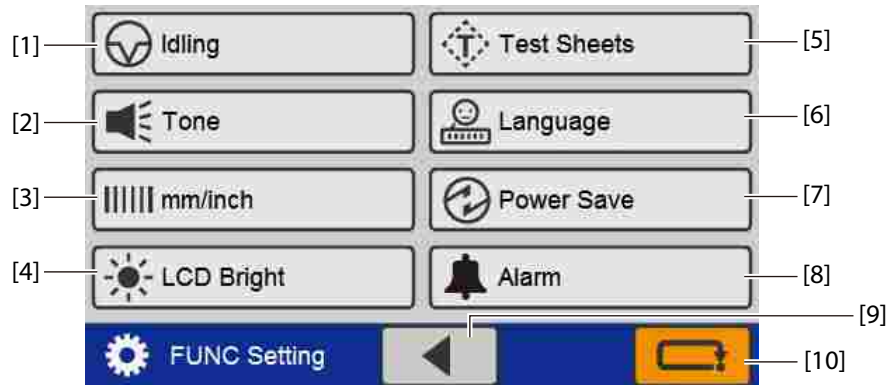 [1] Idling Test Sheets [5]
[2] Tone Language [6]
[3] mm/inch Power Save [7]
[4] LCD Bright Alarm [8]
[9]
FUNC Setting [10]